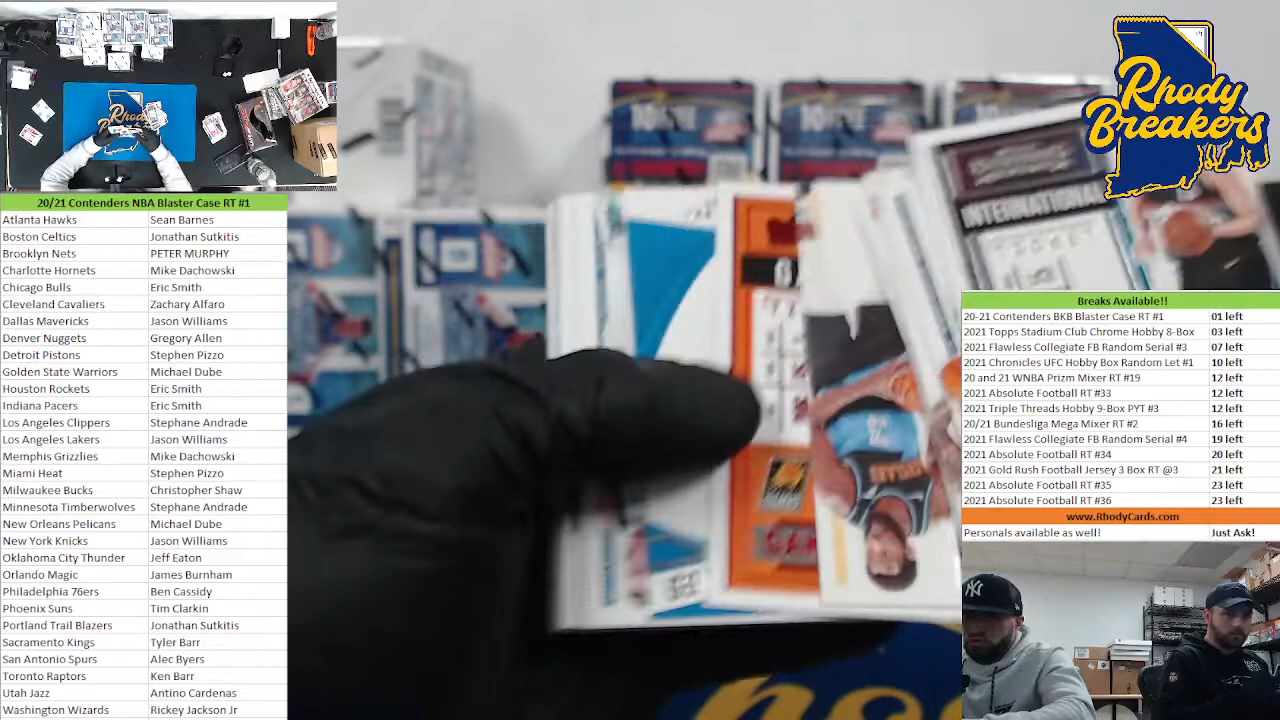 Rhody
Breakers
20/21 Contenders NBA Blaster Case RT #1
Atlanta Hawks Sean Barnes
Boston Celtics Jonathan Sutkitis
Brooklyn Nets PETER MURPHY
Charlotte Hornets Mike Dachowski
Chicago Bulls Eric Smith
Cleveland Cavaliers Zachary Alfaro
Dallas Mavericks Jason Williams
Denver Nuggets Gregory Allen
Detroit Pistons Stephen Pizzo
Golden State Warriors Michael Dube
Houston Rockets Eric Smith
Indiana Pacers Eric Smith
Los Angeles Clippers Stephane Andrade
Los Angeles Lakers Jason Williams
Memphis Grizzlies Mike Dachowski
Miami Heat Stephen Pizzo
Milwaukee Bucks Christopher Shaw
Minnesota Timberwolves Stephane Andrade
New Orleans Pelicans Michael Dube
New York Knicks Jason Williams
Oklahoma City Thunder Jeff Eaton
Orlando Magic James Burnham
Philadelphia 76ers Ben Cassidy
Phoenix Suns Tim Clarkin
Portland Trail Blazers Jonathan Sutkitis
Sacramento Kings Tyler Barr
San Antonio Spurs Alec Byers
Toronto Raptors Ken Barr
Utah Jazz Antino Cardenas
Washington Wizards Rickey Jackson Jr
INTERNATIONAL
Breaks Available!!
20-21 Contenders BKB Blaster Case RT #1 01 left
2021 Topps Stadium Club Chrome Hobby 8-Box 03 left
2021 Flawless Collegiate FB Random Serial #3 07 left
2021 Chronicles UFC Hobby Box Random Let #1 10 left
20 and 21 WNBA Prizm Mixer RT #19 12 left
2021 Absolute Football RT #33 12 left
2021 Triple Threads Hobby 9-Box PYT #3 12 left
20/21 Bundesliga Mega Mixer RT #2 16 left
2021 Flawless Collegiate FB Random Serial #4 19 left
2021 Absolute Football RT #34 20 left
2021 Gold Rush Football Jersey 3 Box RT @3 21 left
2021 Absolute Football RT #35 23 left
2021 Absolute Football RT #36 23 left
www.RhodyCards.com
Personals available as well! Just Ask!